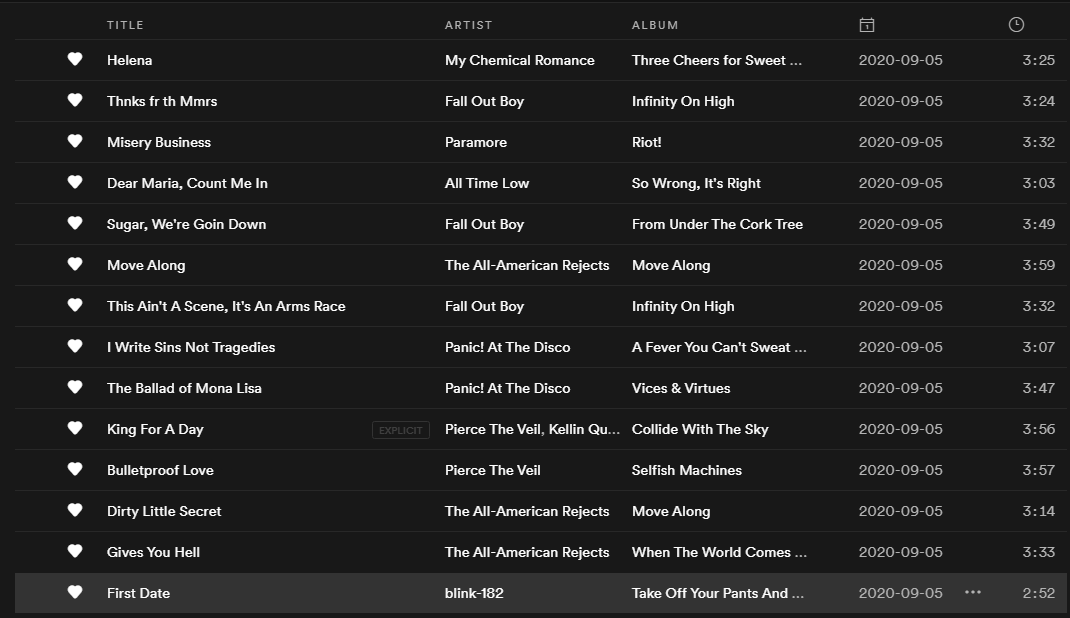 TITLE ARTIST ALBUM
Helena My Chemical Romance Three Cheers for Sweet ... 2020-09-05 3:25
Thnks fr th Mmrs Fall Out Boy Infinity On High 2020-09-05 3:24
Misery Business Paramore Riot! 2020-09-05 3:32
Dear Maria, Count Me In All Time Low So Wrong, It's Right 2020-09-05 3:03
Sugar, We're Goin Down Fall Out Boy From Under The Cork Tree 2020-09-05 3:49
Move Along The All-American Rejects Move Along 2020-09-05 3:59
This Ain't A Scene, It's An Arms Race Fall Out Boy Infinity On High 2020-09-05 3:32
I Write Sins Not Tragedies Panic! At The Disco A Fever You Can't Sweat ... 2020-09-05 3:07
The Ballad of Mona Lisa Panic! At The Disco Vices & Virtues 2020-09-05 3:47
King For A Day EXPLICIT Pierce The Veil, Kellin Qu... Collide With The Sky 2020-09-05 3:56
Bulletproof Love Pierce The Veil Selfish Machines 2020-09-05 3:57
Dirty Little Secret The All-American Rejects Move Along 2020-09-05 3:14
Gives You Hell The All-American Rejects When The World Comes ... 2020-09-05 3:33
First Date blink-182 Take Off Your Pants And ... 2020-09-05 ... 2:52